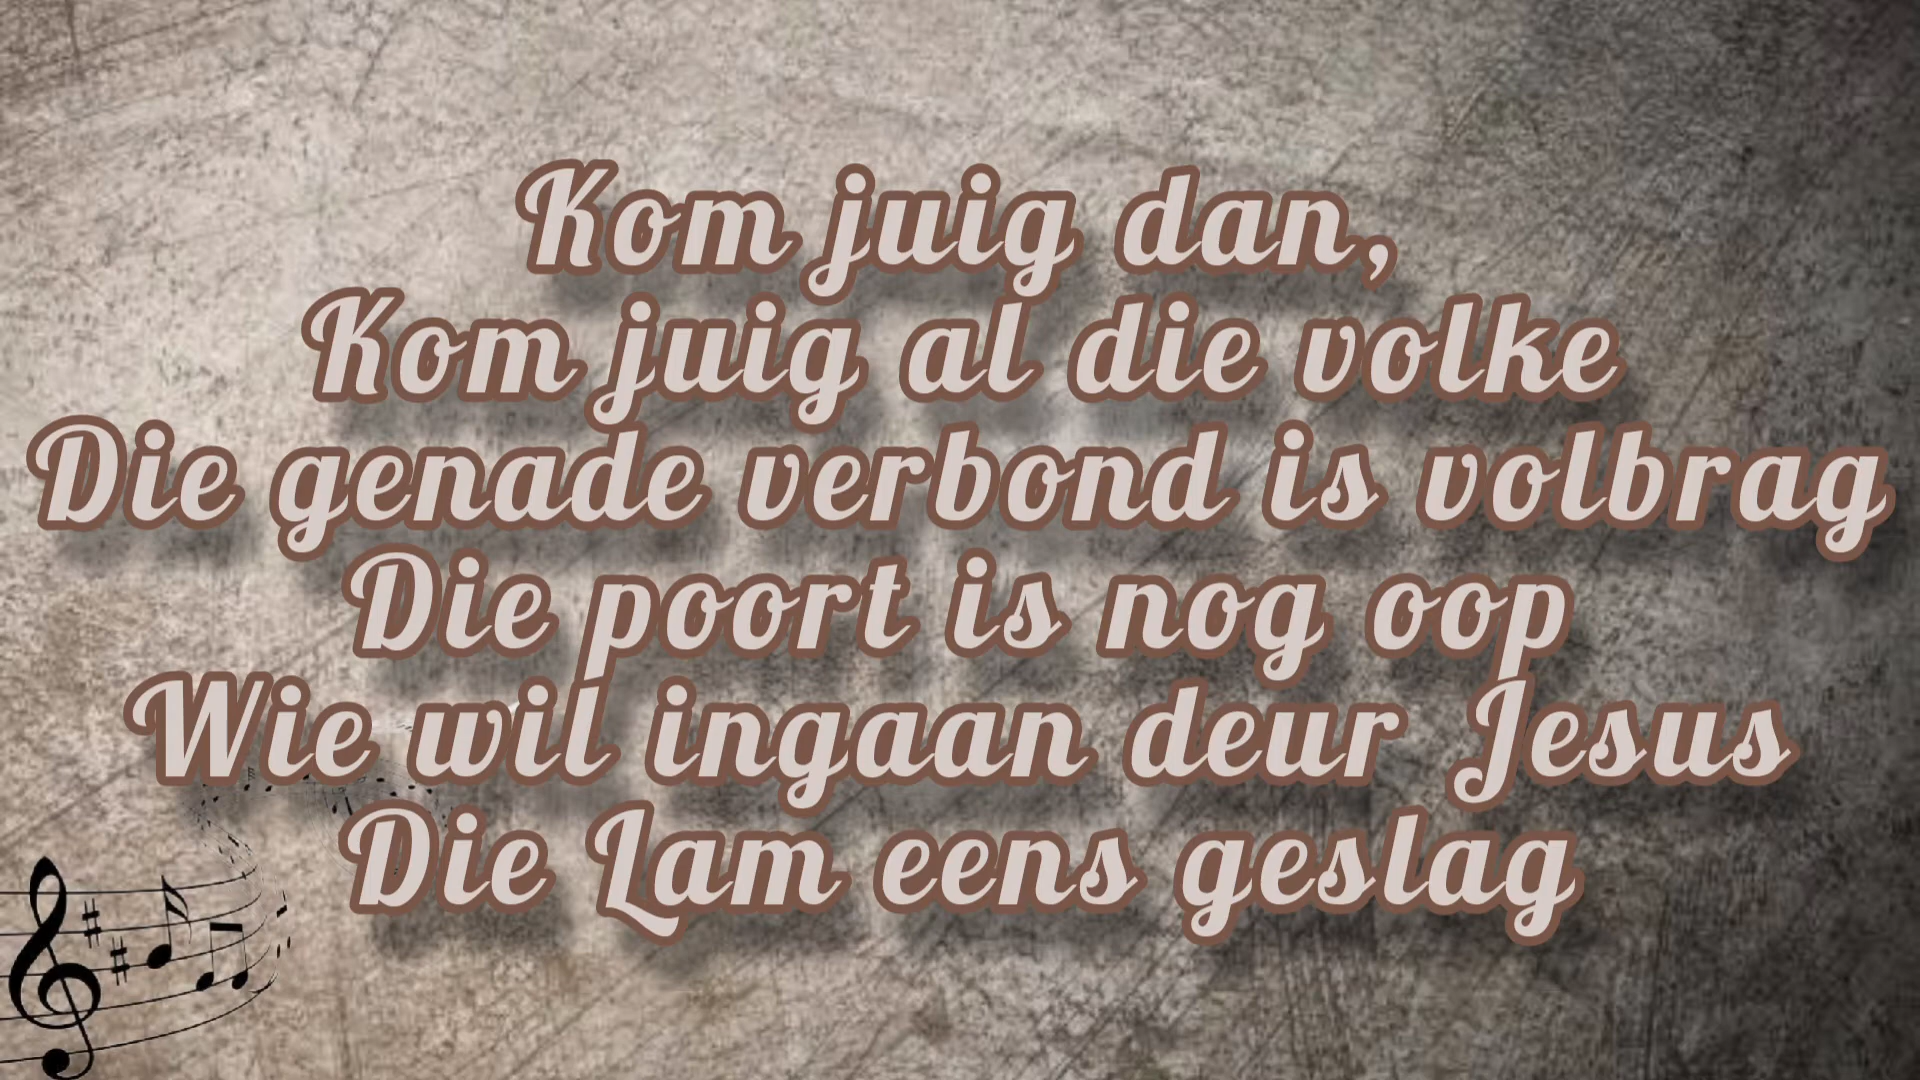 Kom juig dan,
Kom juig al die volke
Die genade verbond is volbrag
Die poort is nog oop
Wie wil ingaan deur Jesus
Die Lam eens geslag